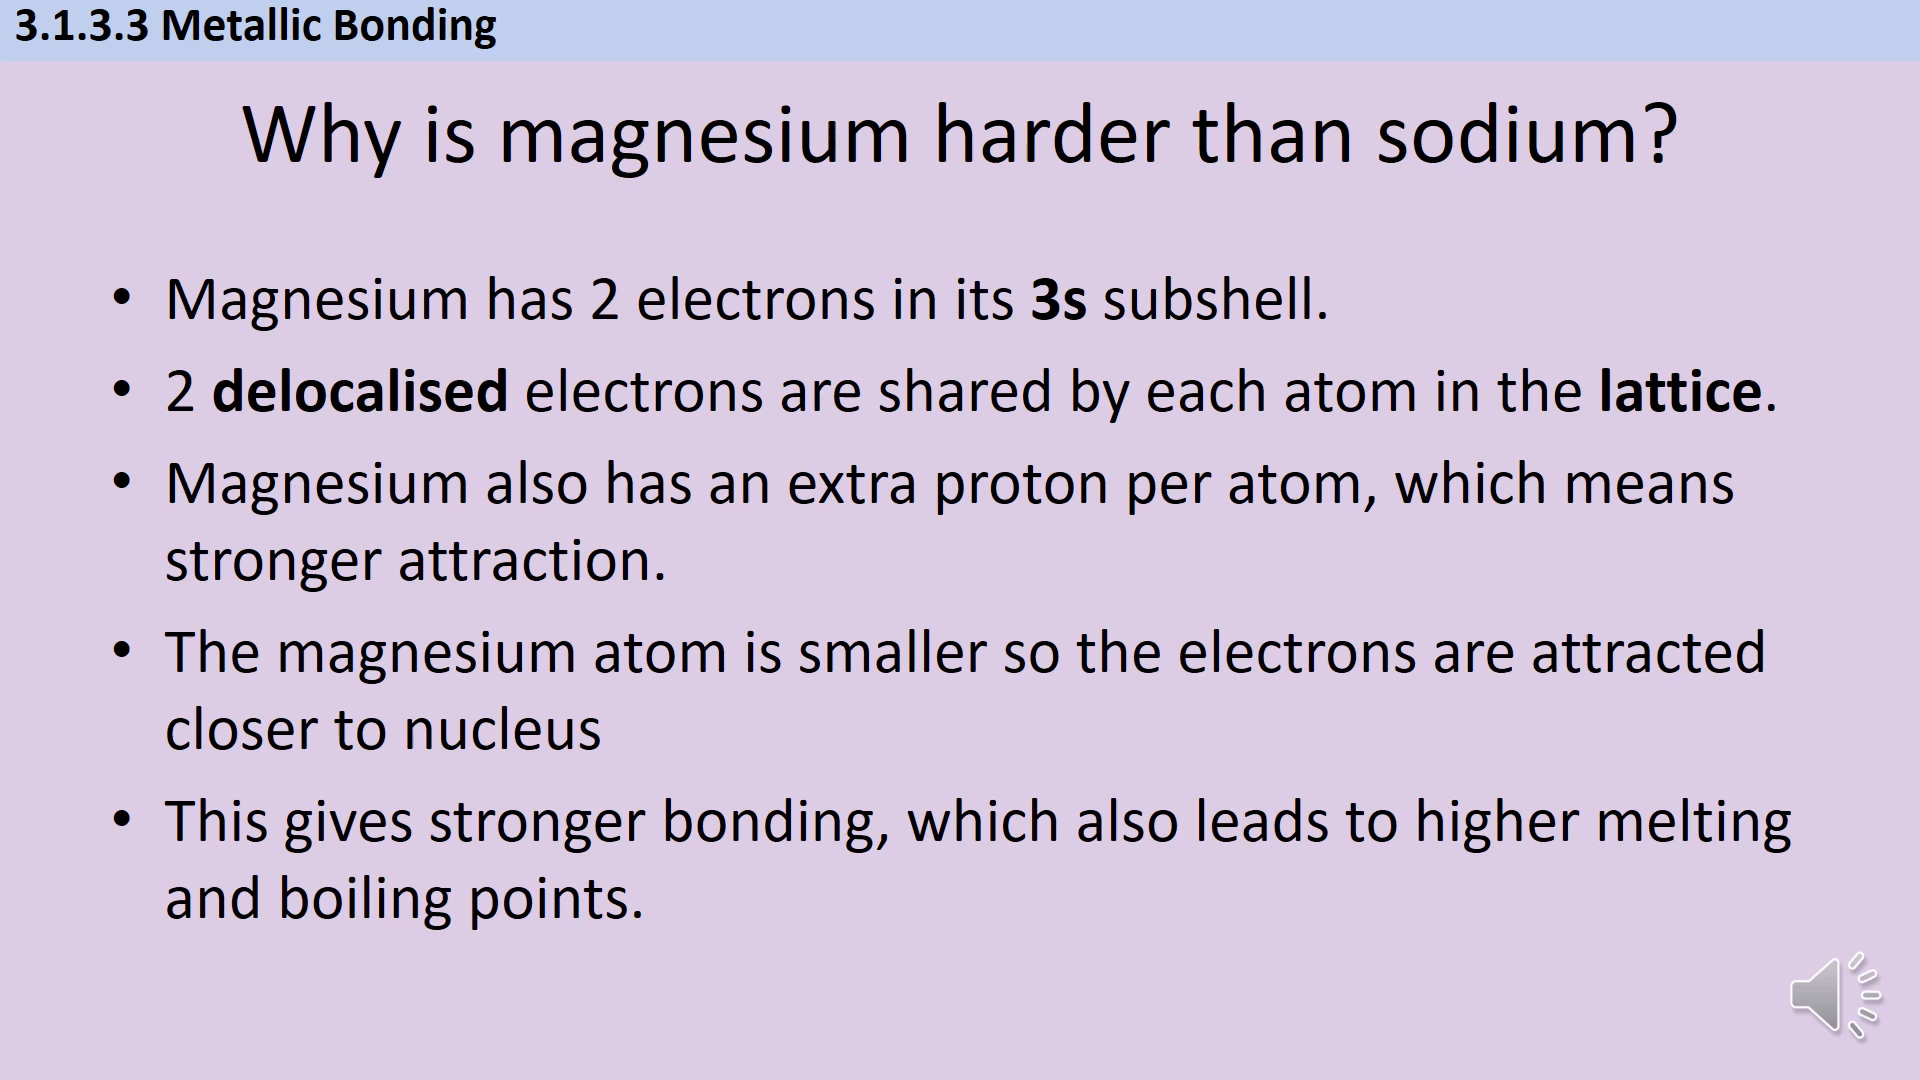 3.1.3.3 Metallic Bonding
Why is magnesium harder than sodium?
• Magnesium has 2 electrons in its 3s subshell.
• 2 delocalised electrons are shared by each atom in the lattice.
• Magnesium also has an extra proton per atom, which means
stronger attraction.
• The magnesium atom is smaller so the electrons are attracted
closer to nucleus
• This gives stronger bonding, which also leads to higher melting
and boiling points.